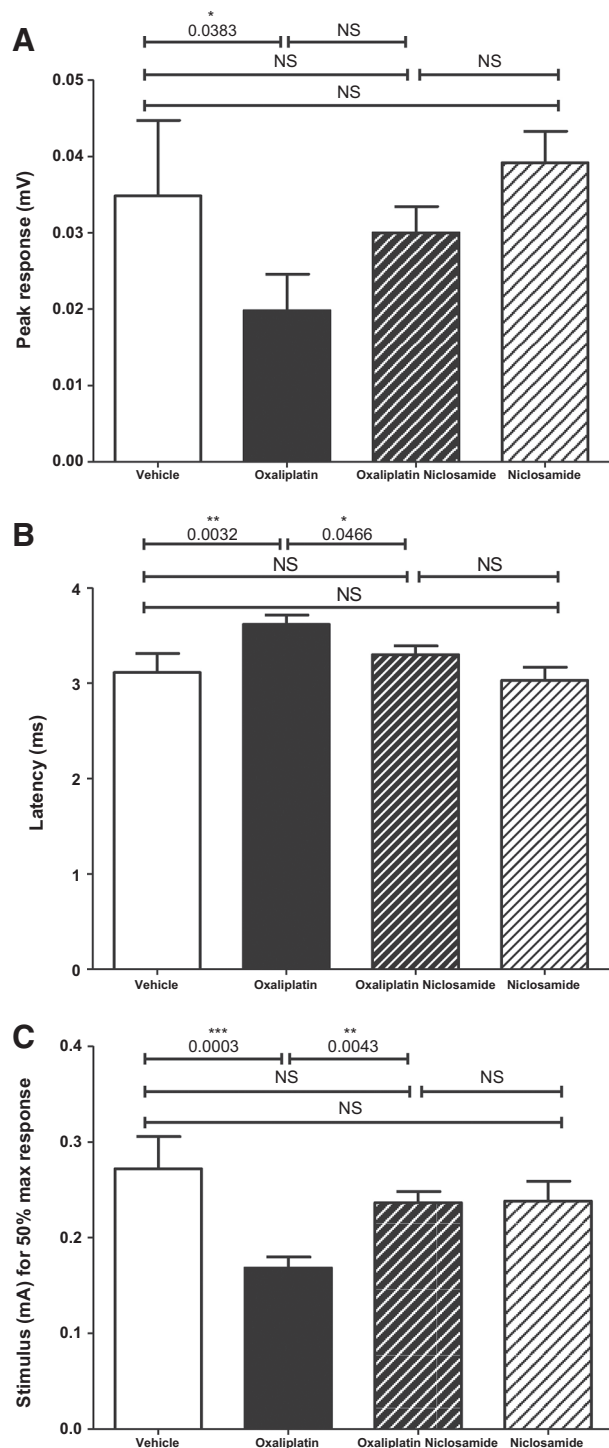 A
*
0.0383
NS
NS
NS
NS
Peak response (mV)
0.05
0.04
0.03
0.02
0.01
0.00
Vehicle
Oxaliplatin
Oxaliplatin Niclosamide
Niclosamide
B
**
0.0032
*
0.0466
NS
NS
NS
Latency (ms)
4
3
2
1
0
Vehicle
Oxaliplatin
Oxaliplatin Niclosamide
Niclosamide
C
***
0.0003
**
0.0043
NS
NS
NS
Stimulus (mA) for 50% max response
0.4
0.3
0.2
0.1
0.0
Vehicle
Oxaliplatin
Oxaliplatin Niclosamide
Niclosamide